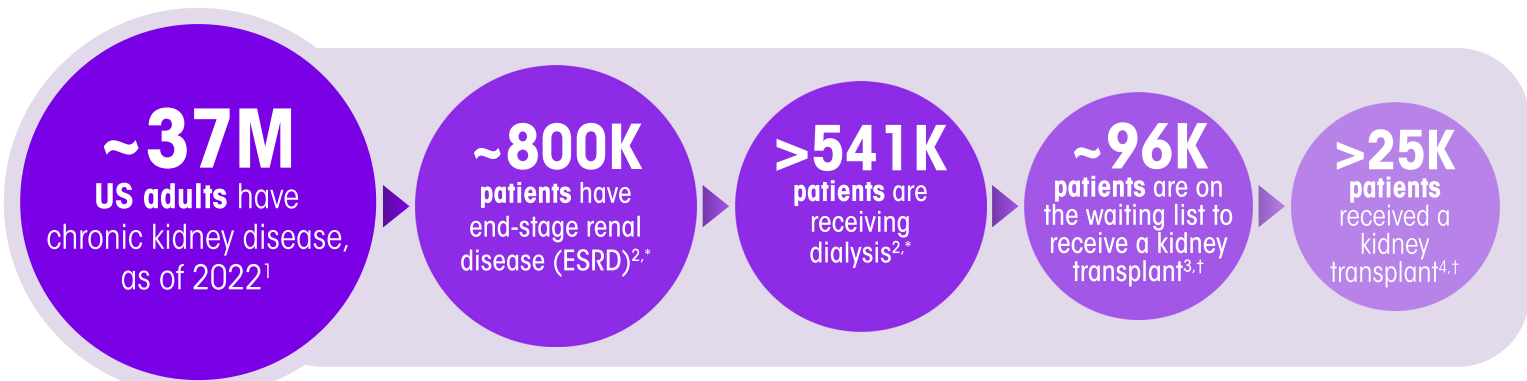 ~37M
US adults have
chronic kidney disease,
as of 2022¹
~800K
patients have
end-stage renal
disease (ESRD)²,*
>541K
patients are
receiving
dialysis²,*
~96K
patients are on
the waiting list to
receive a kidney
transplant³,†
>25K
patients
received a
kidney
transplant⁴,†